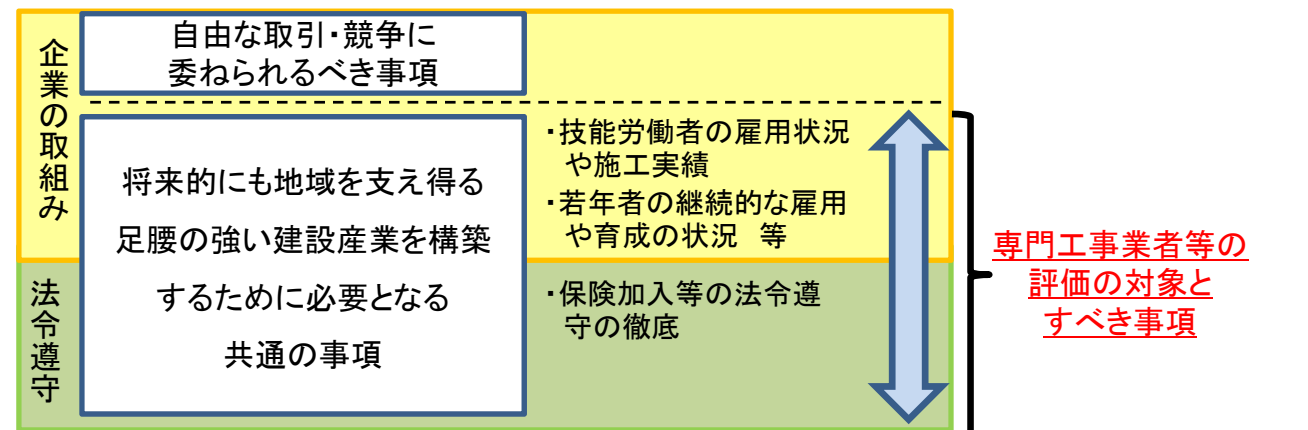 企業の取組み
自由な取引・競争に
委ねられるべき事項
将来的にも地域を支え得る
足腰の強い建設産業を構築
するために必要となる
共通の事項
・技能労働者の雇用状況
や施工実績
・若年者の継続的な雇用
や育成の状況　等
法令遵守
・保険加入等の法令遵
守の徹底
専門工事業者等の
評価の対象と
すべき事項